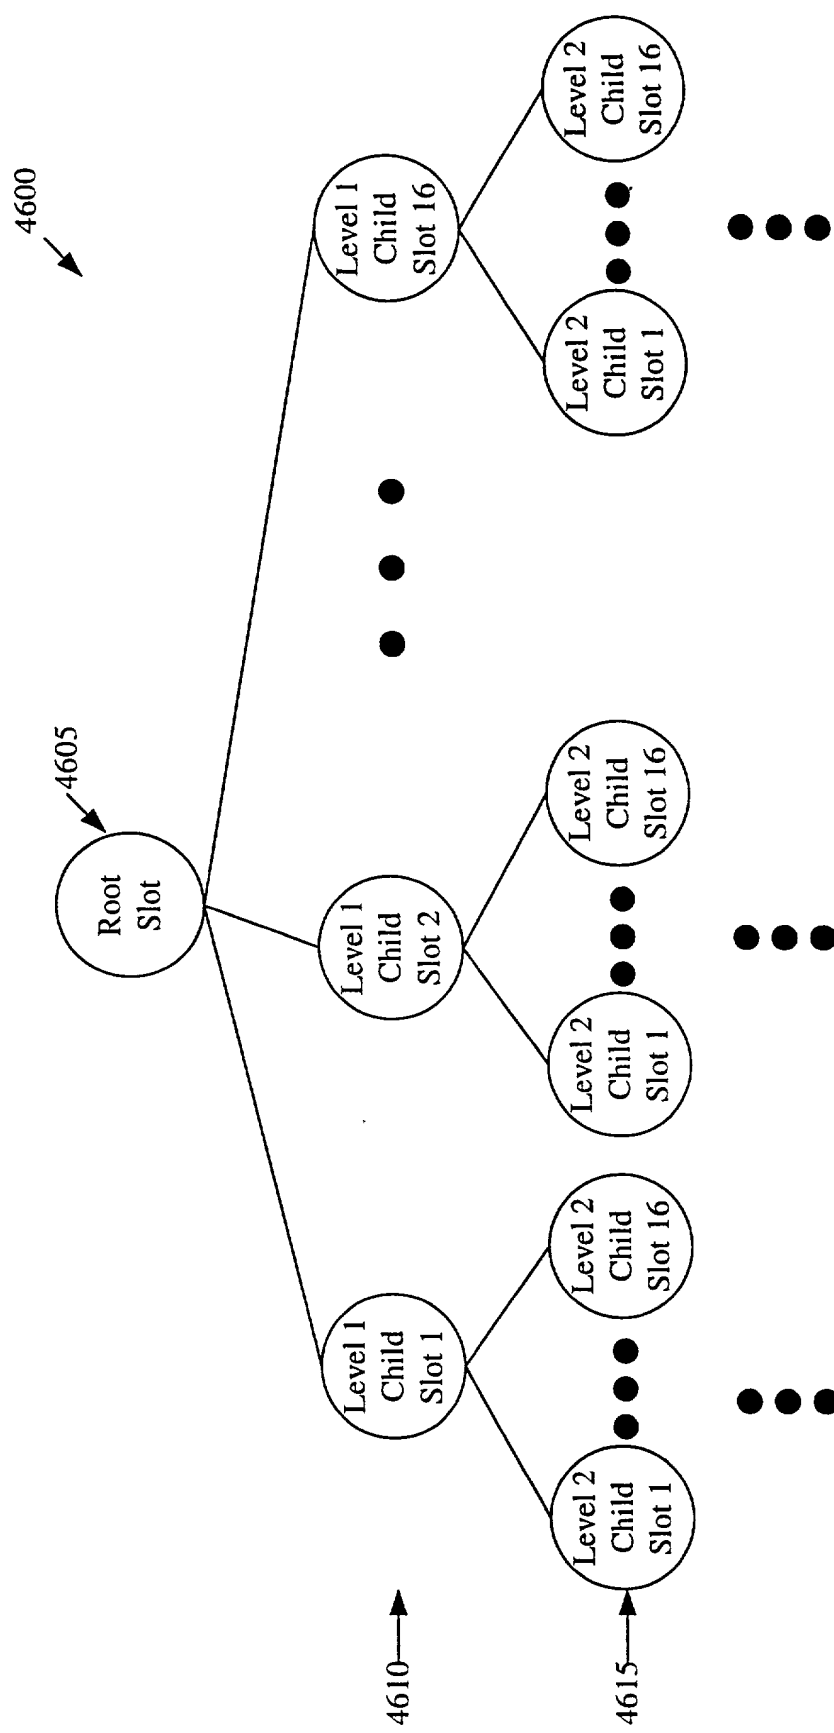 4600
4605
Root
Slot
4610
Level 1
Child
Slot 1
Level 1
Child
Slot 2
Level 1
Child
Slot 16
4615
Level 2
Child
Slot 1
Level 2
Child
Slot 16
Level 2
Child
Slot 1
Level 2
Child
Slot 16
Level 2
Child
Slot 1
Level 2
Child
Slot 16